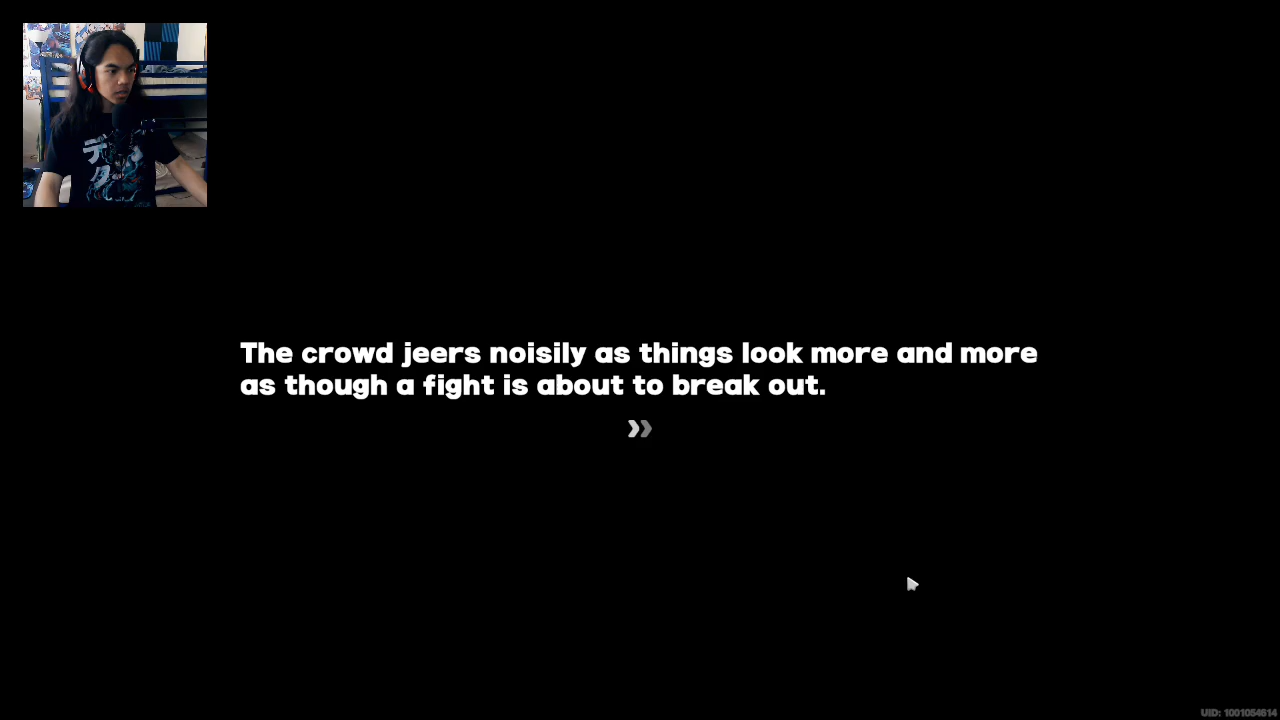 The crowd jeers noisily as things look more and more
as though a fight is about to break out.
UID: 1001054614